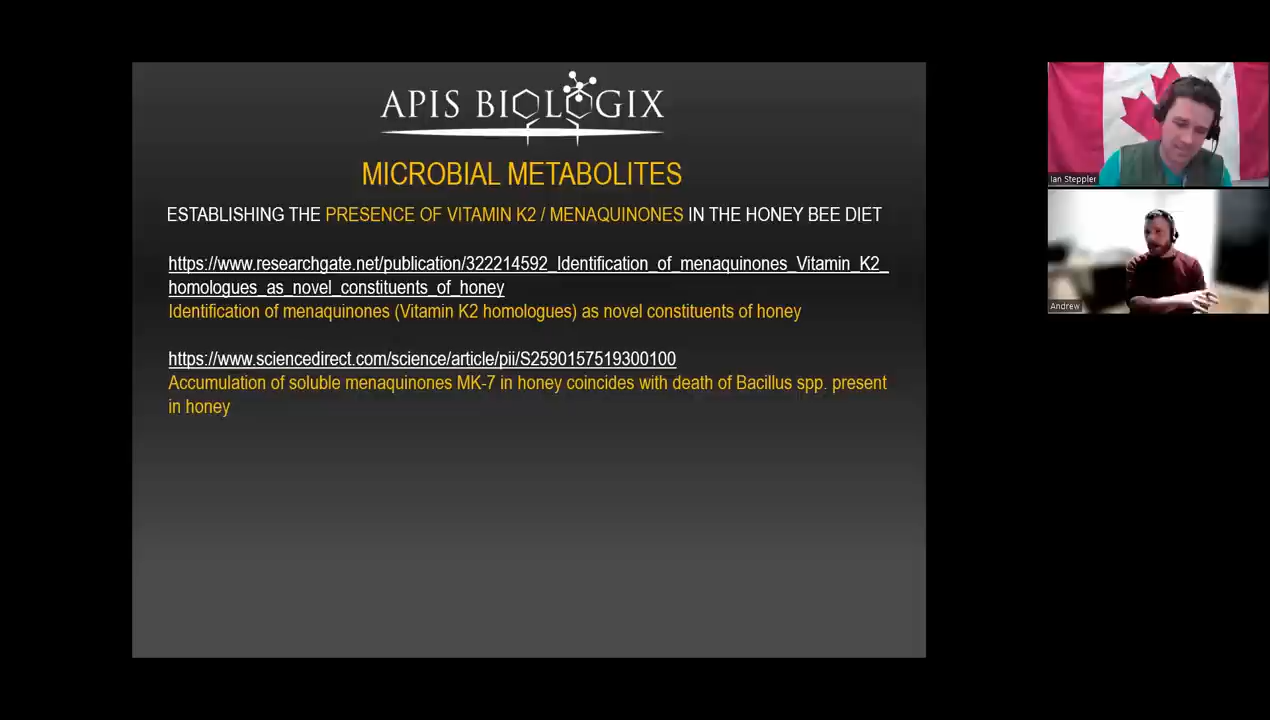 APIS BIOLOGIX
MICROBIAL METABOLITES
ESTABLISHING THE PRESENCE OF VITAMIN K2 / MENAQUINONES IN THE HONEY BEE DIET
https://www.researchgate.net/publication/322214592_Identification_of_menaquinones_Vitamin_K2_
homologues_as_novel_constituents_of_honey
Identification of menaquinones (Vitamin K2 homologues) as novel constituents of honey
https://www.sciencedirect.com/science/article/pii/S2590157519300100
Accumulation of soluble menaquinones MK-7 in honey coincides with death of Bacillus spp. present
in honey
Ian Steppler
Andrew